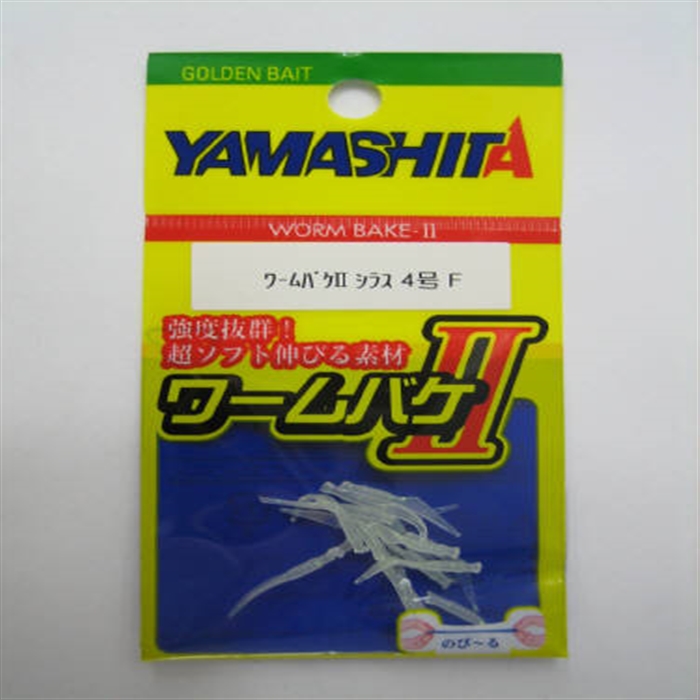 GOLDEN BAIT
YAMASHITA
WORM BAKE-II
ﾜｰﾑﾊﾞｹII ｼﾗｽ 4号 F
強度抜群!
超ソフト伸びる素材
ワームバケII
のび〜る